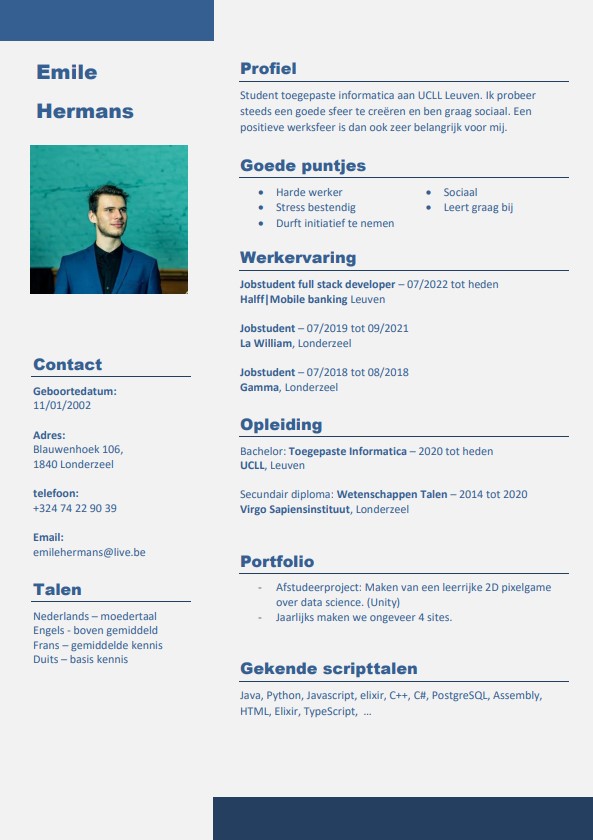 Emile
Hermans
Contact
Geboortedatum:
11/01/2002
Adres:
Blauwenhoek 106,
1840 Londerzeel
telefoon:
+324 74 22 90 39
Email:
emilehermans@live.be
Talen
Nederlands – moedertaal
Engels - boven gemiddeld
Frans – gemiddelde kennis
Duits – basis kennis
Profiel
Student toegepaste informatica aan UCLL Leuven. Ik probeer
steeds een goede sfeer te creëren en ben graag sociaal. Een
positieve werksfeer is dan ook zeer belangrijk voor mij.
Goede puntjes
• Harde werker
• Stress bestendig
• Durft initiatief te nemen
• Sociaal
• Leert graag bij
Werkervaring
Jobstudent full stack developer – 07/2022 tot heden
Halff|Mobile banking Leuven
Jobstudent – 07/2019 tot 09/2021
La William, Londerzeel
Jobstudent – 07/2018 tot 08/2018
Gamma, Londerzeel
Opleiding
Bachelor: Toegepaste Informatica – 2020 tot heden
UCLL, Leuven
Secundair diploma: Wetenschappen Talen – 2014 tot 2020
Virgo Sapiensinstituut, Londerzeel
Portfolio
- Afstudeerproject: Maken van een leerrijke 2D pixelgame
over data science. (Unity)
- Jaarlijks maken we ongeveer 4 sites.
Gekende scripttalen
Java, Python, Javascript, elixir, C++, C#, PostgreSQL, Assembly,
HTML, Elixir, TypeScript, …